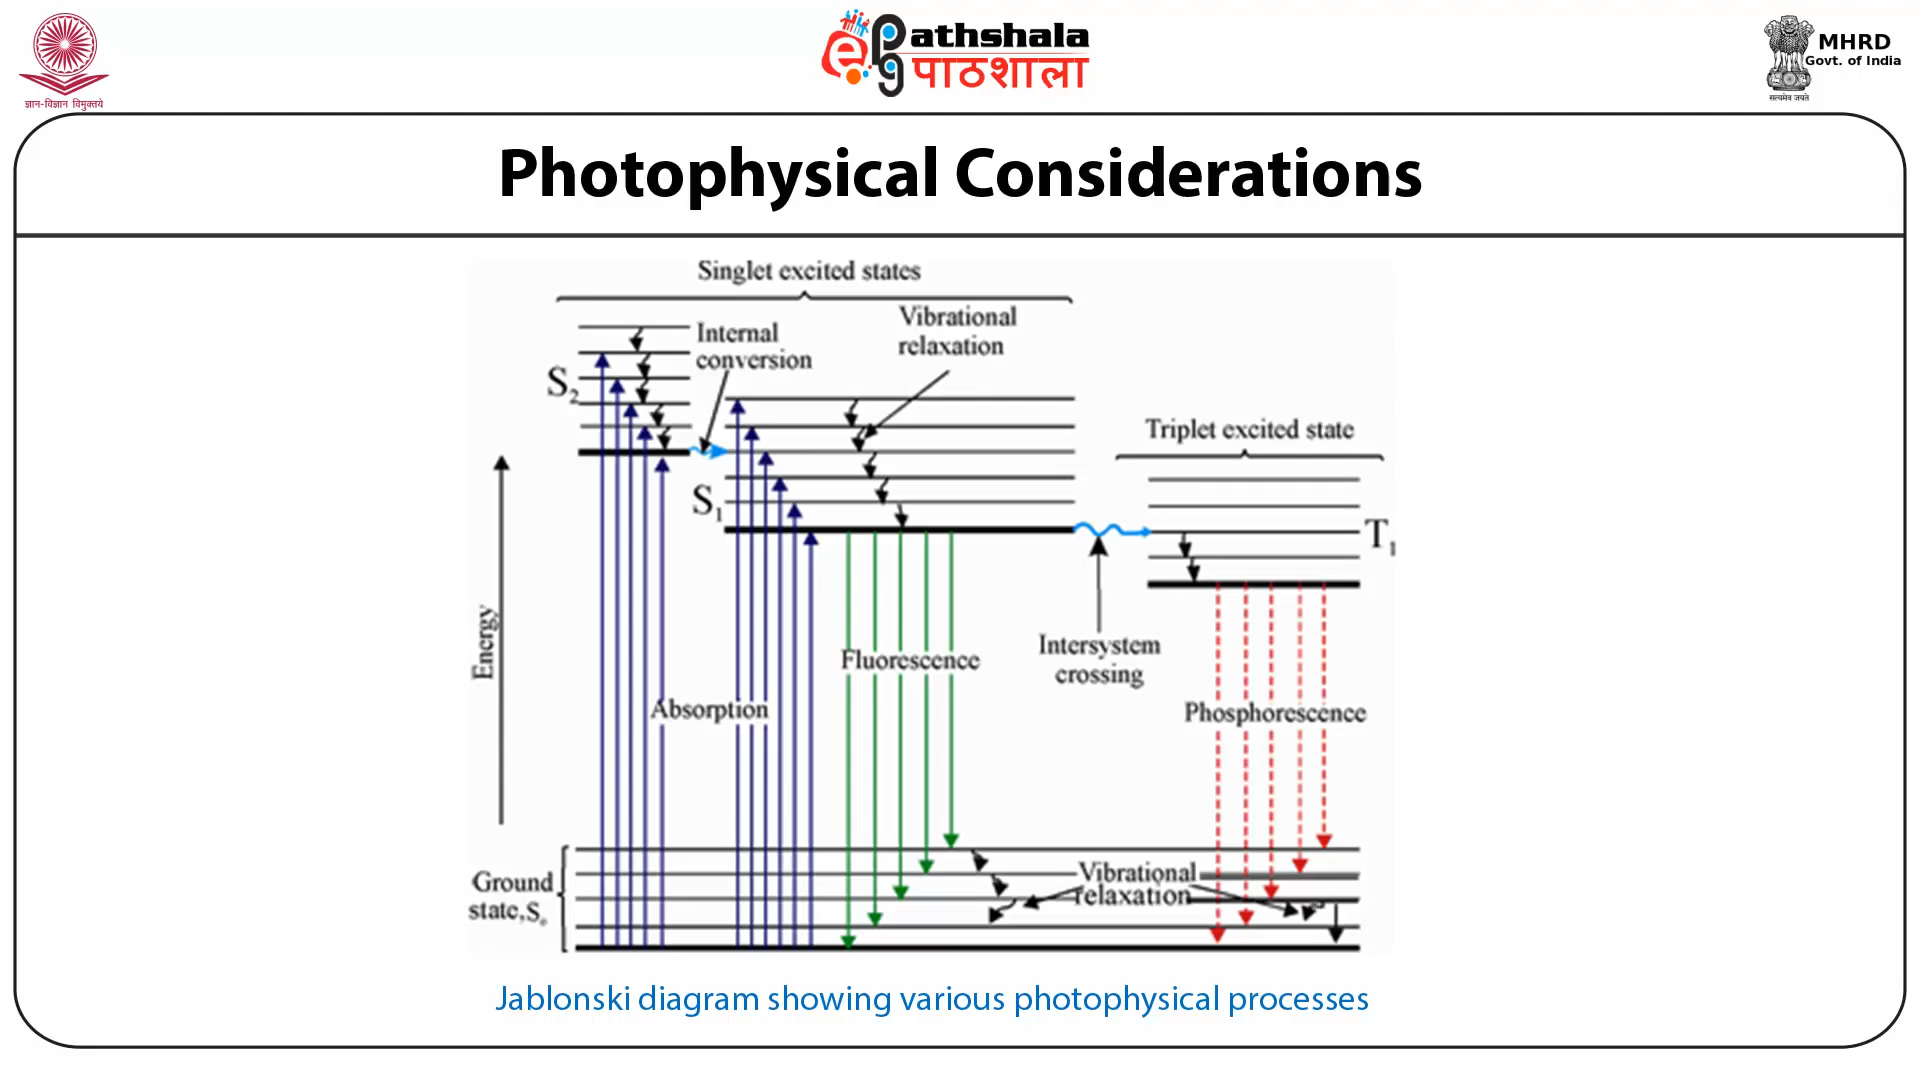 ज्ञान-विज्ञान विमुक्तये
ePathshala
पाठशाला
MHRD
Govt. of India
सत्यमेव जयते
Photophysical Considerations
Singlet excited states
Internal
conversion
Vibrational
relaxation
S2
S1
Triplet excited state
T1
Energy
Absorption
Fluorescence
Intersystem
crossing
Phosphorescence
Ground
state,So
Vibrational
relaxation
Jablonski diagram showing various photophysical processes